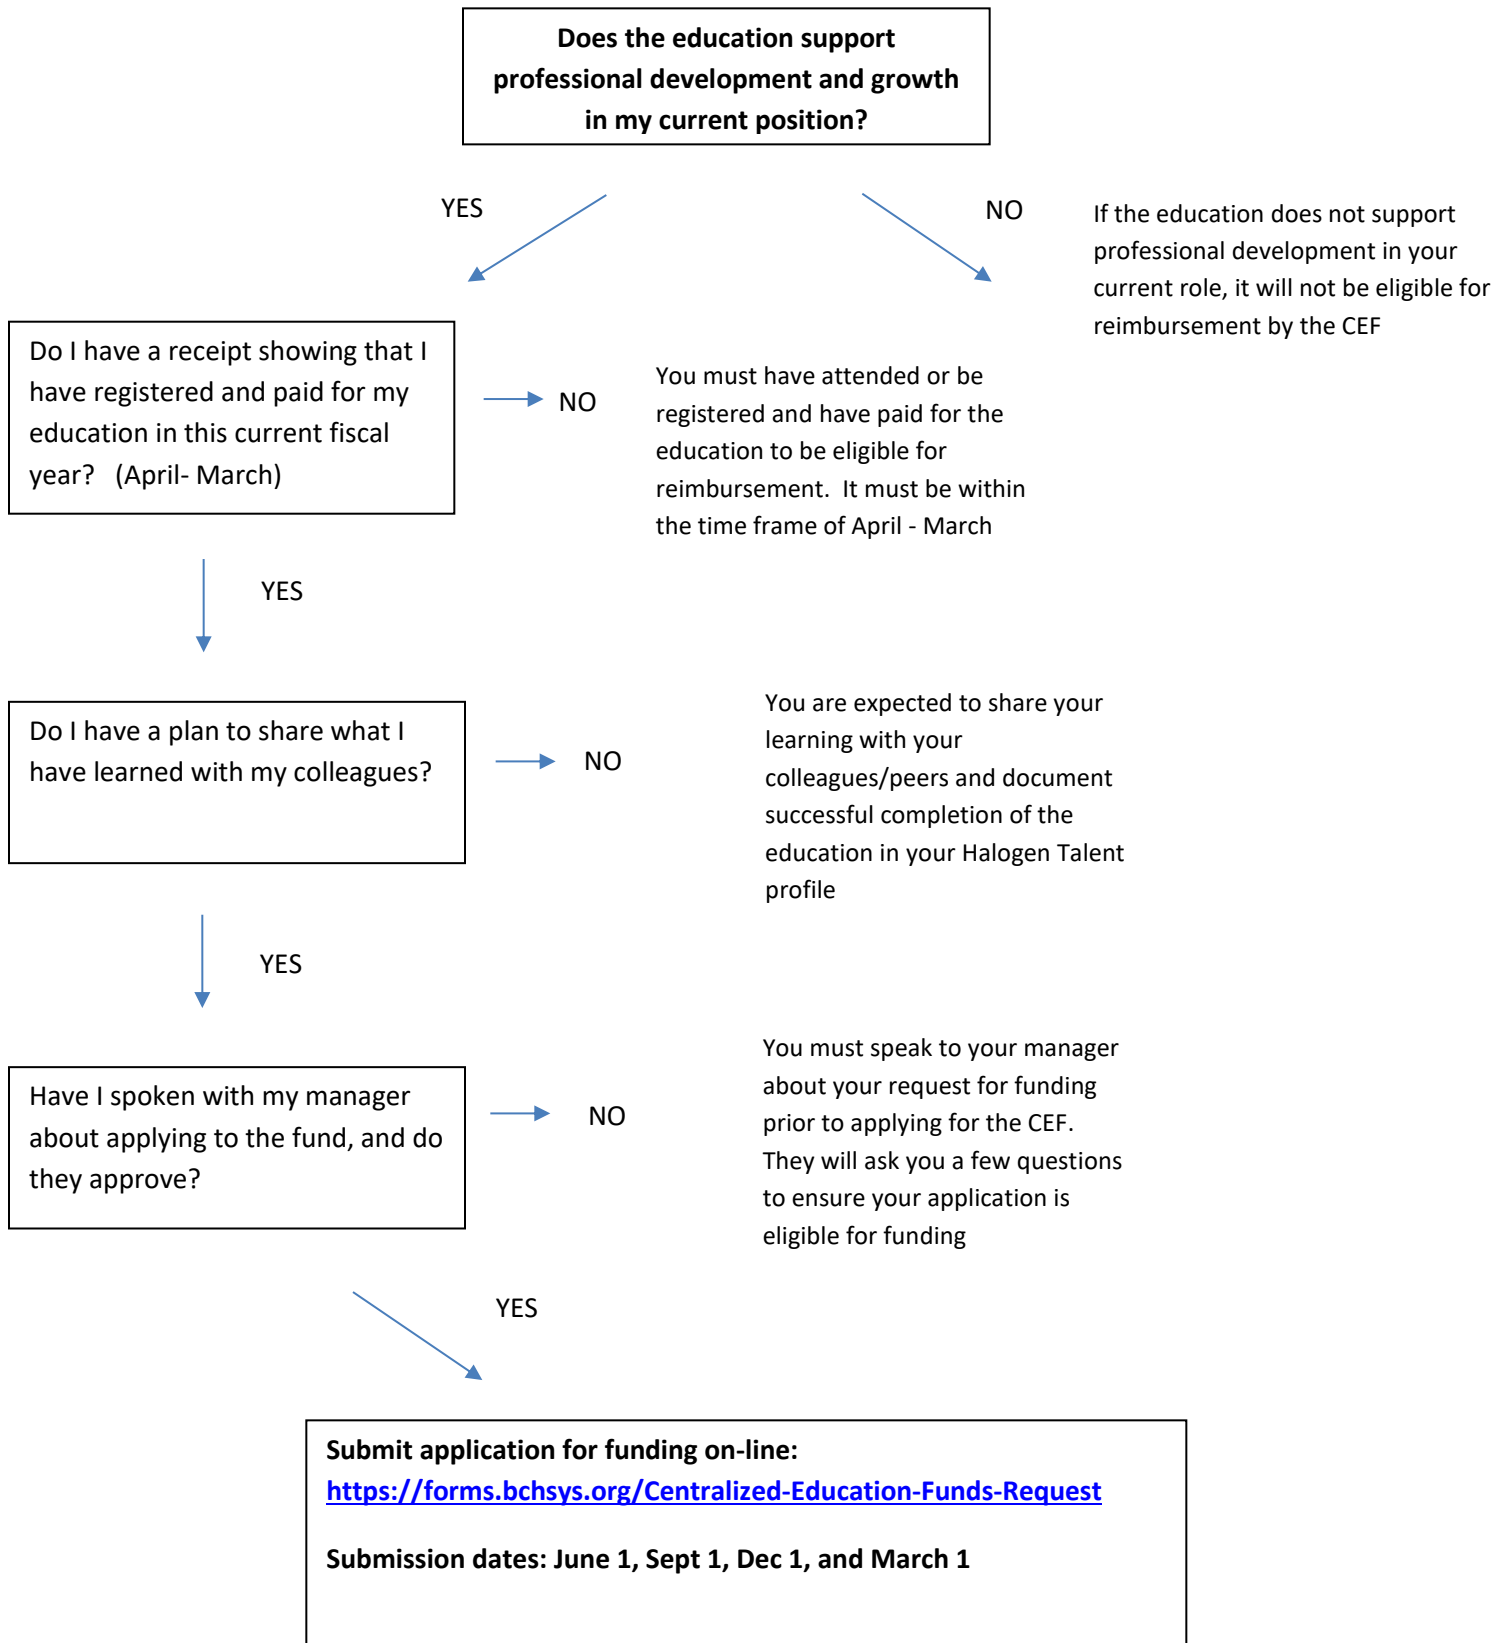 Does the education support
professional development and growth
in my current position?
YES
NO
If the education does not support
professional development in your
current role, it will not be eligible for
reimbursement by the CEF
Do I have a receipt showing that I
have registered and paid for my
education in this current fiscal
year?   (April- March)
NO
You must have attended or be
registered and have paid for the
education to be eligible for
reimbursement.  It must be within
the time frame of April - March
YES
Do I have a plan to share what I
have learned with my colleagues?
NO
You are expected to share your
learning with your
colleagues/peers and document
successful completion of the
education in your Halogen Talent
profile
YES
Have I spoken with my manager
about applying to the fund, and do
they approve?
NO
You must speak to your manager
about your request for funding
prior to applying for the CEF.
They will ask you a few questions
to ensure your application is
eligible for funding
YES
Submit application for funding on-line:
https://forms.bchsys.org/Centralized-Education-Funds-Request
Submission dates: June 1, Sept 1, Dec 1, and March 1